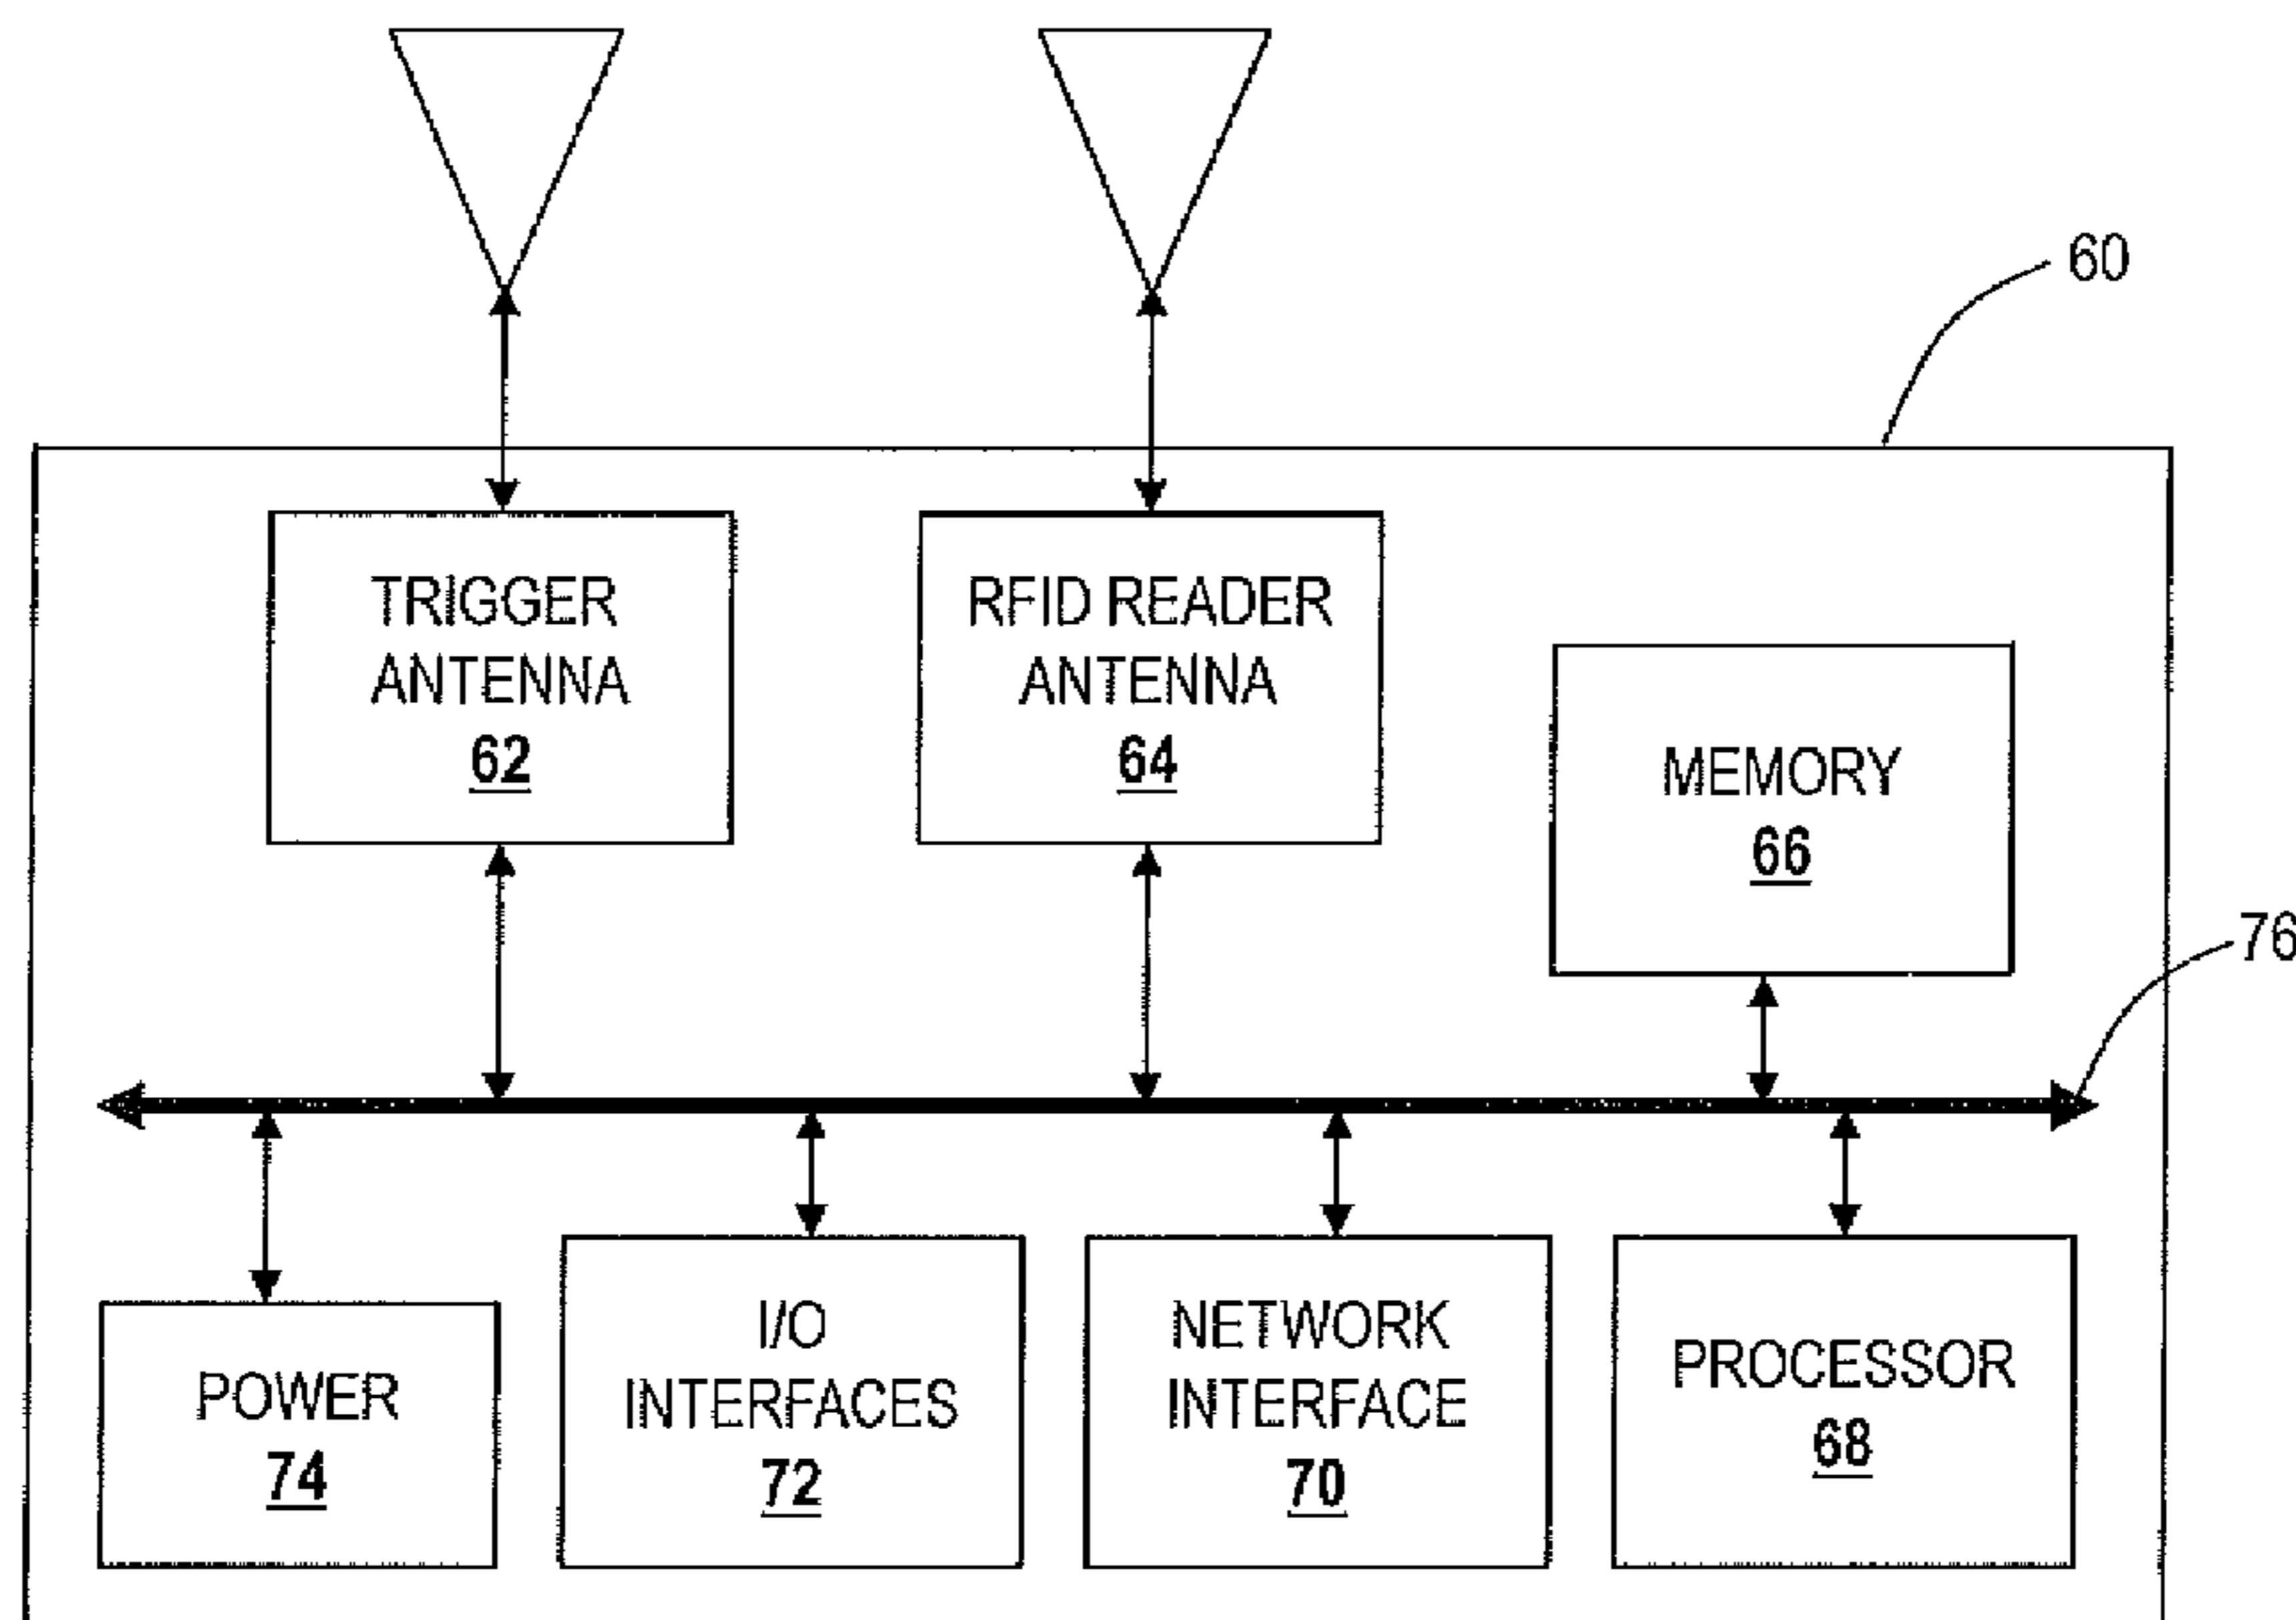 60
TRIGGER
ANTENNA
62
RFID READER
ANTENNA
64
MEMORY
66
76
POWER
74
I/O
INTERFACES
72
NETWORK
INTERFACE
70
PROCESSOR
68